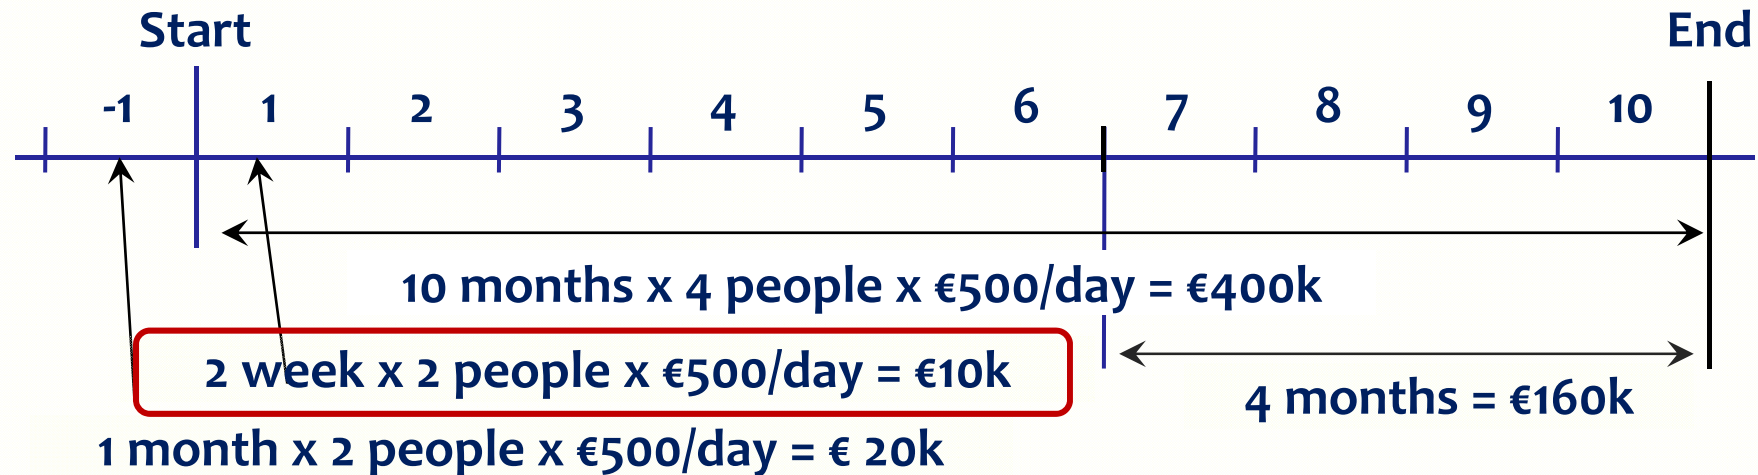 Start
End
-1 1 2 3 4 5 6 7 8 9 10
10 months x 4 people x €500/day = €400k
2 week x 2 people x €500/day = €10k
4 months = €160k
1 month x 2 people x €500/day = € 20k